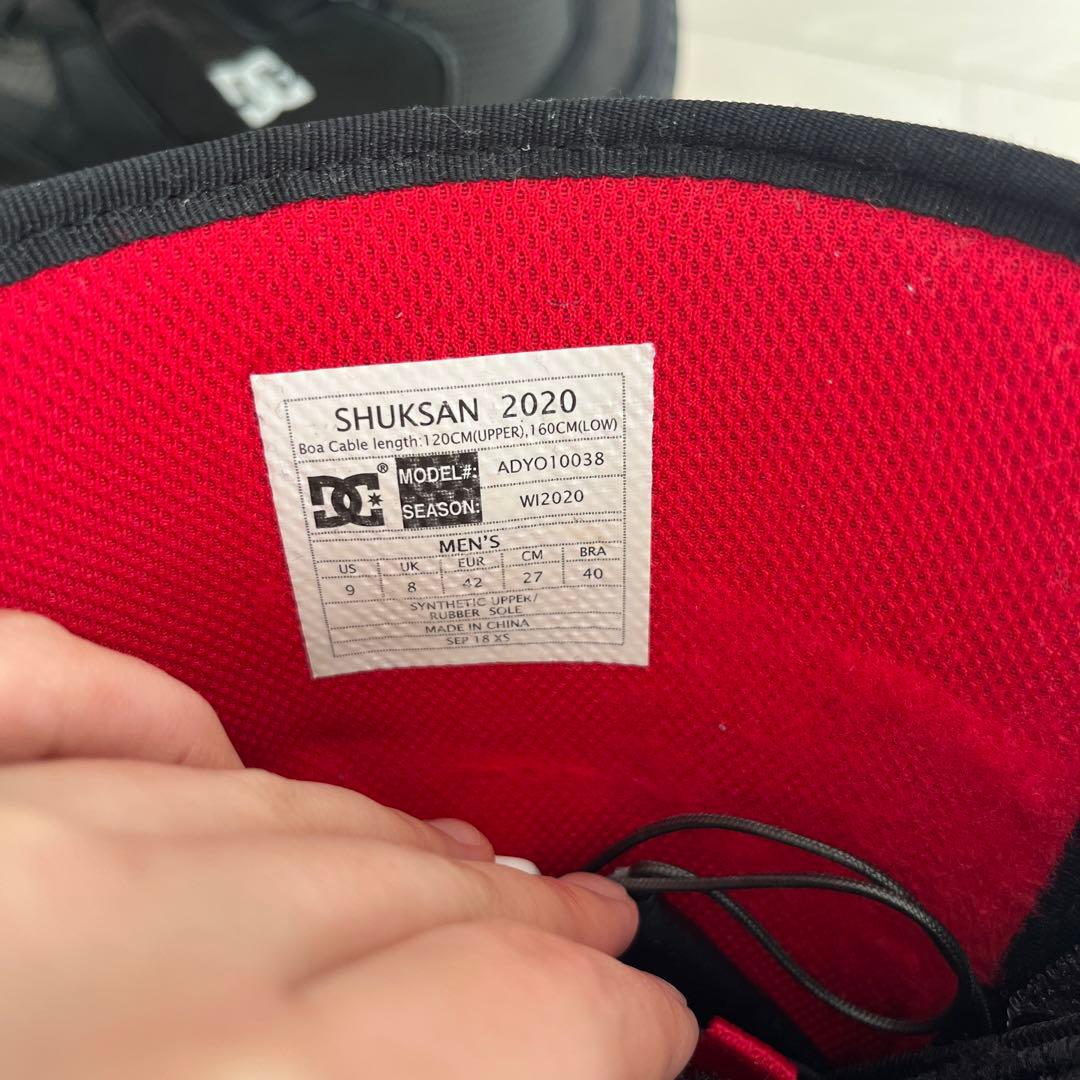 DC
SHUKSAN 2020
Boa Cable length:120CM(UPPER),160CM(LOW)
DC® MODEL#: ADYO10038
SEASON: WI2020
MEN'S
US UK EUR CM BRA
9 8 42 27 40
SYNTHETIC UPPER/
RUBBER SOLE
MADE IN CHINA
SEP 18 XS